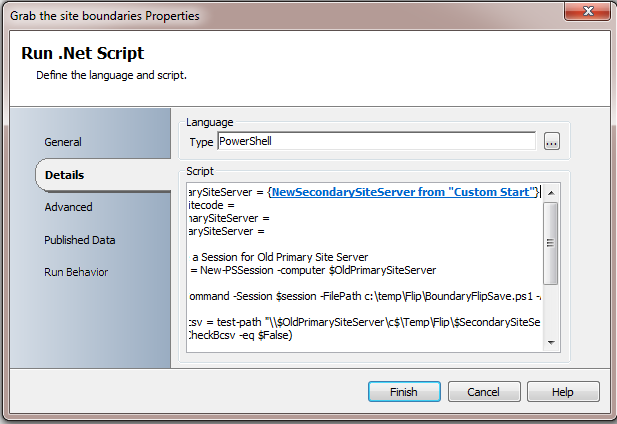 Grab the site boundaries Properties
Run .Net Script
Define the language and script.
General
Details
Advanced
Published Data
Run Behavior
Language
Type PowerShell ...
Script
arySiteServer = {NewSecondarySiteServer from "Custom Start"}
itecode =
narySiteServer =
arySiteServer =
a Session for Old Primary Site Server
= New-PSSession -computer $OldPrimarySiteServer
ommand -Session $session -FilePath c:\temp\Flip\BoundaryFlipSave.ps1 -
csv = test-path "\\$OldPrimarySiteServer\c$\Temp\Flip\$SecondarySiteSe
CheckBcsv -eq $False)
Finish Cancel Help